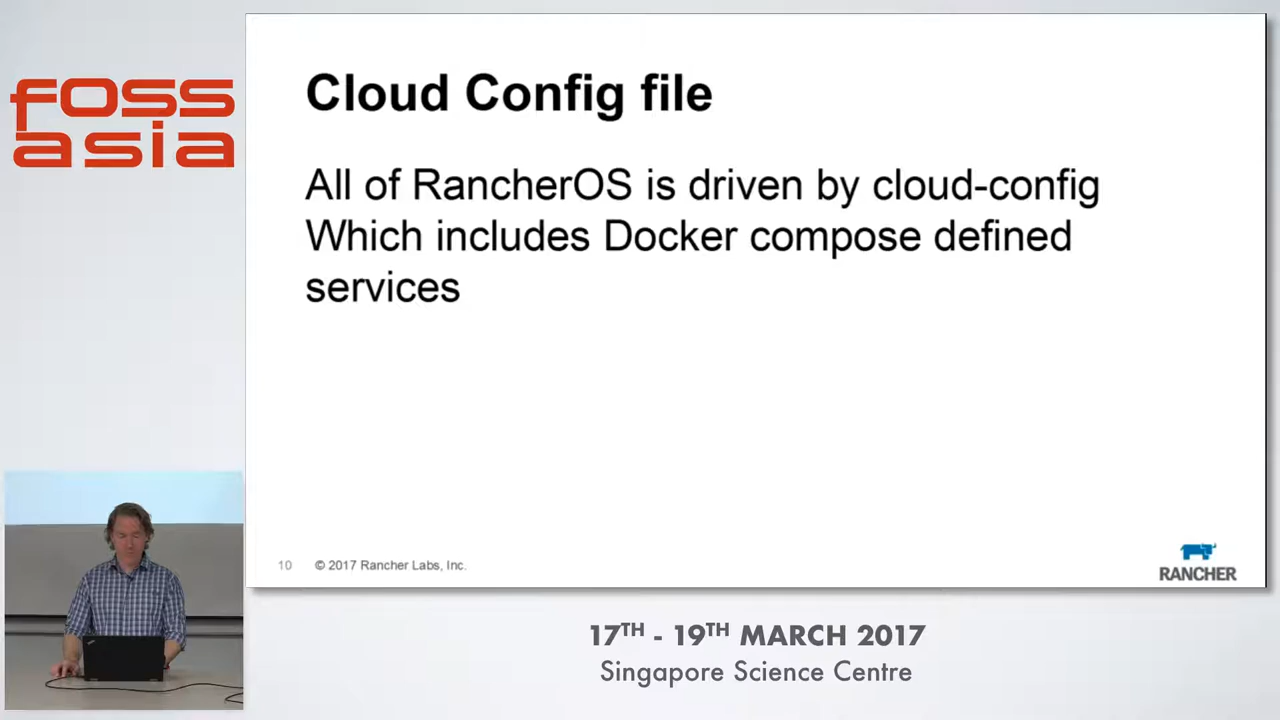 foss
asia
Cloud Config file
All of RancherOS is driven by cloud-config
Which includes Docker compose defined
services
10
© 2017 Rancher Labs, Inc.
RANCHER
17TH - 19TH MARCH 2017
Singapore Science Centre